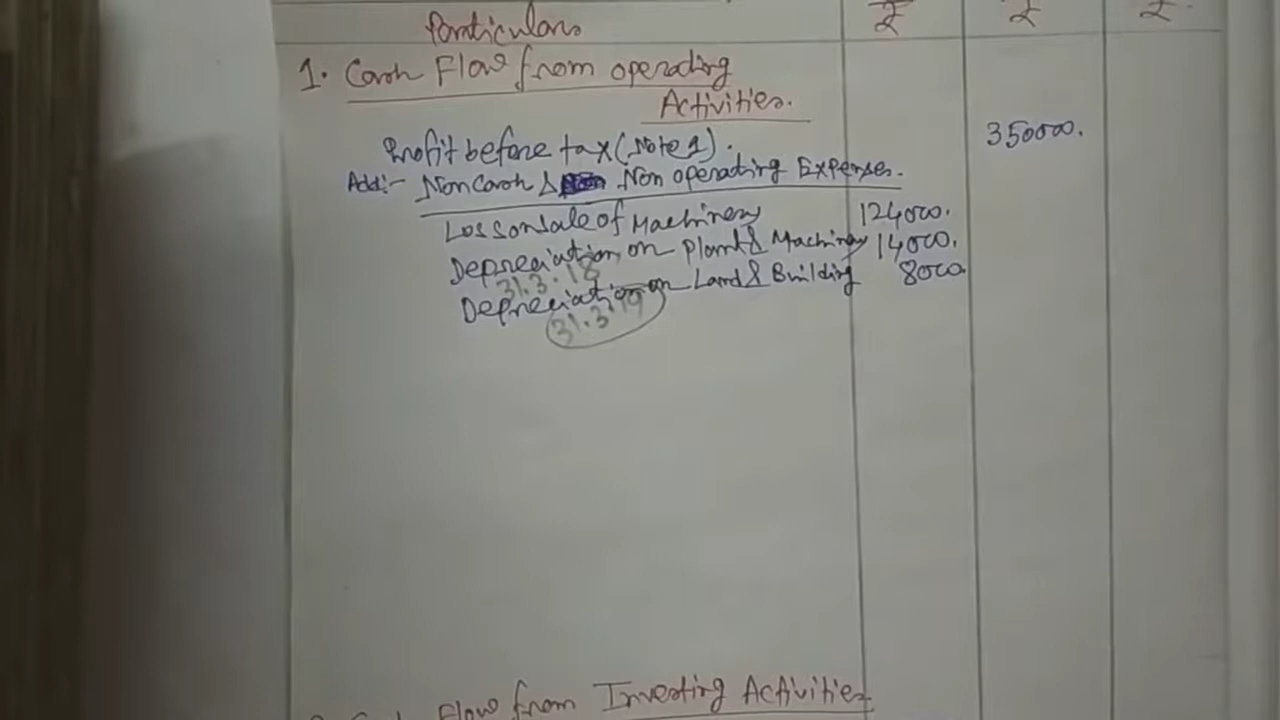 Particulars ₹ ₹ ₹
1. Cash Flow from operating
Activities.
Profit before tax (Note 1). 350000.
Add:- Non Cash & Non operating Expenses.
Loss on sale of Machinery 124000.
Depreciation on Plant & Machinery 14000.
31.3.18
Depreciation on Land & Building 8000.
31.3.19
Flow from Investing Activities